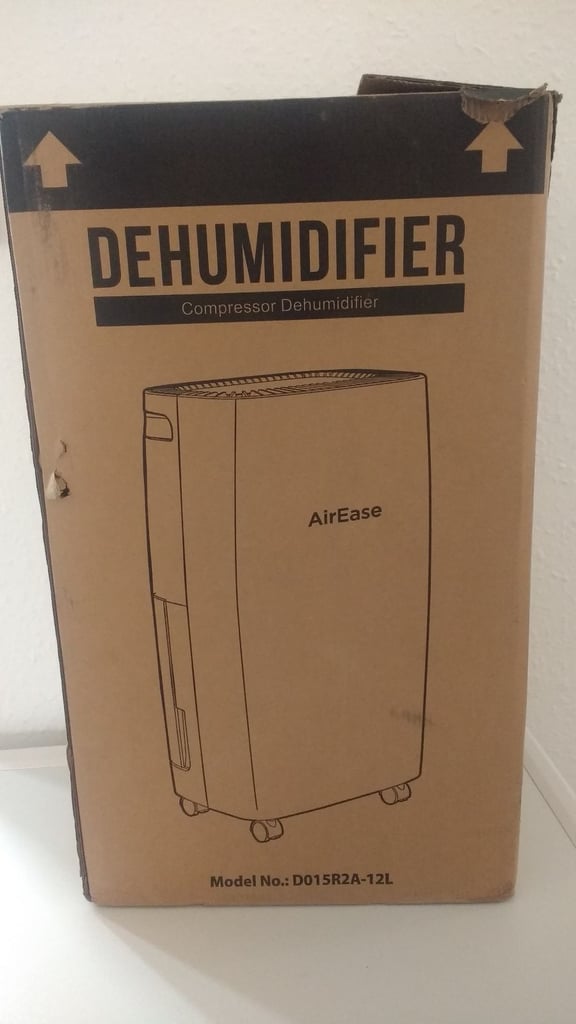 DEHUMIDIFIER
Compressor Dehumidifier
AirEase
Model No.: D015R2A-12L